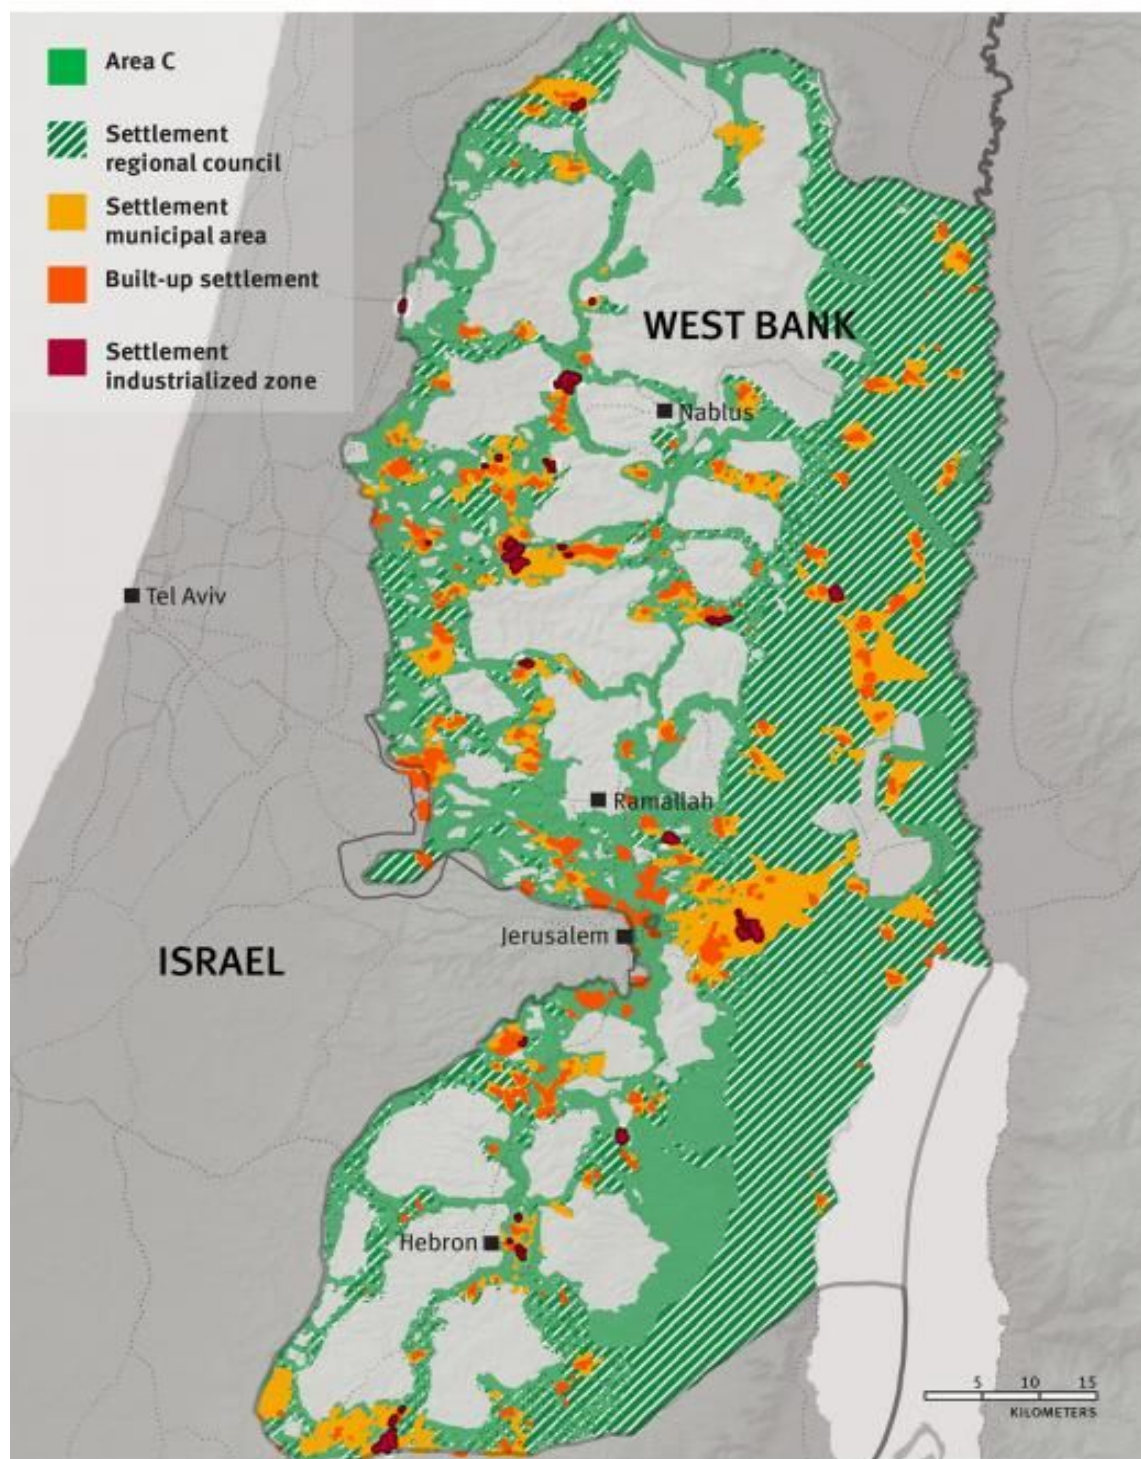 Area C
Settlement
regional council
Settlement
municipal area
Built-up settlement
Settlement
industrialized zone
WEST BANK
Nablus
Tel Aviv
Ramallah
Jerusalem
ISRAEL
Hebron
5 10 15
KILOMETERS